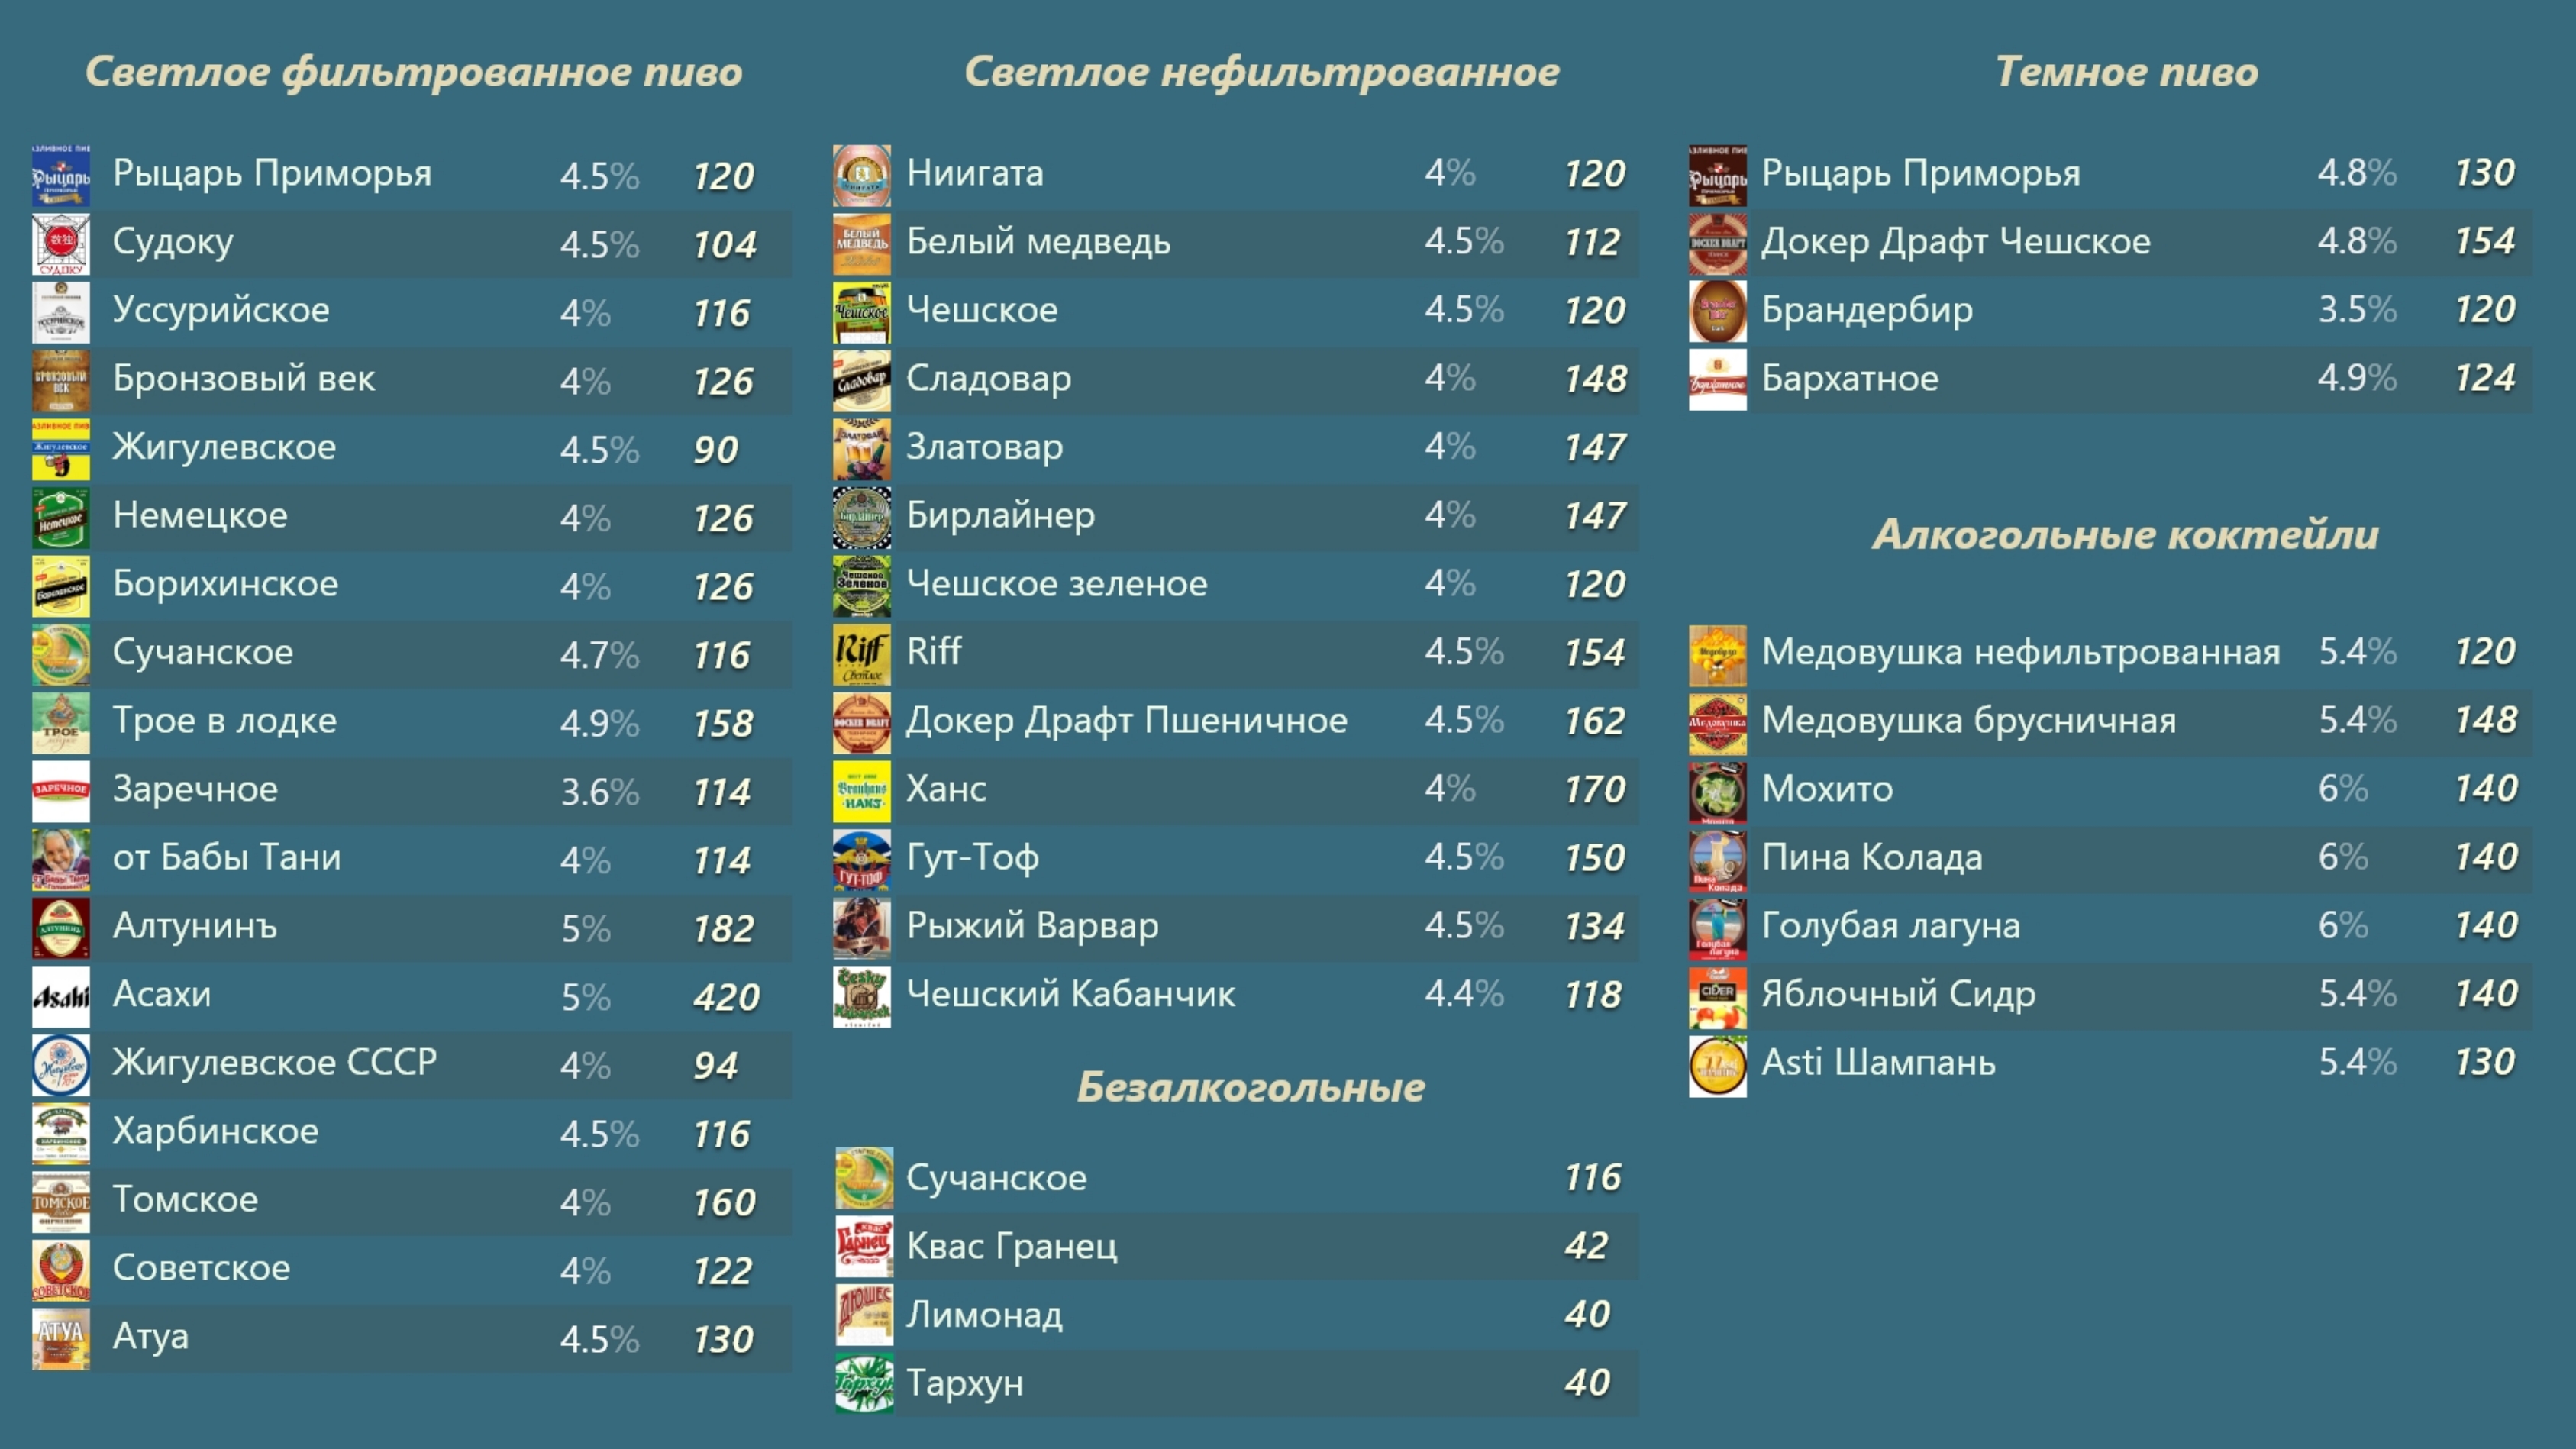 Светлое фильтрованное пиво
Рыцарь Приморья 4.5% 120
Судоку 4.5% 104
Уссурийское 4% 116
Бронзовый век 4% 126
Жигулевское 4.5% 90
Немецкое 4% 126
Борихинское 4% 126
Сучанское 4.7% 116
Трое в лодке 4.9% 158
Заречное 3.6% 114
от Бабы Тани 4% 114
Алтунинъ 5% 182
Асахи 5% 420
Жигулевское СССР 4% 94
Харбинское 4.5% 116
Томское 4% 160
Советское 4% 122
Атуа 4.5% 130
Светлое нефильтрованное
Ниигата 4% 120
Белый медведь 4.5% 112
Чешское 4.5% 120
Сладовар 4% 148
Златовар 4% 147
Бирлайнер 4% 147
Чешское зеленое 4% 120
Riff 4.5% 154
Докер Драфт Пшеничное 4.5% 162
Ханс 4% 170
Гут-Тоф 4.5% 150
Рыжий Варвар 4.5% 134
Чешский Кабанчик 4.4% 118
Безалкогольные
Сучанское 116
Квас Гранец 42
Лимонад 40
Тархун 40
Темное пиво
Рыцарь Приморья 4.8% 130
Докер Драфт Чешское 4.8% 154
Брандербир 3.5% 120
Бархатное 4.9% 124
Алкогольные коктейли
Медовушка нефильтрованная 5.4% 120
Медовушка брусничная 5.4% 148
Мохито 6% 140
Пина Колада 6% 140
Голубая лагуна 6% 140
Яблочный Сидр 5.4% 140
Asti Шампань 5.4% 130